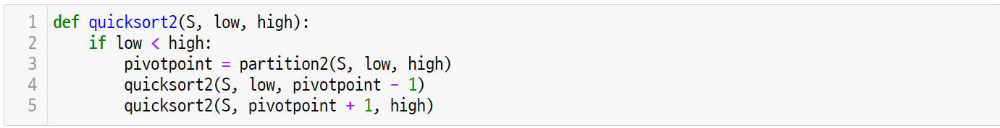 1 def quicksort2(S, low, high):
2     if low < high:
3         pivotpoint = partition2(S, low, high)
4         quicksort2(S, low, pivotpoint - 1)
5         quicksort2(S, pivotpoint + 1, high)